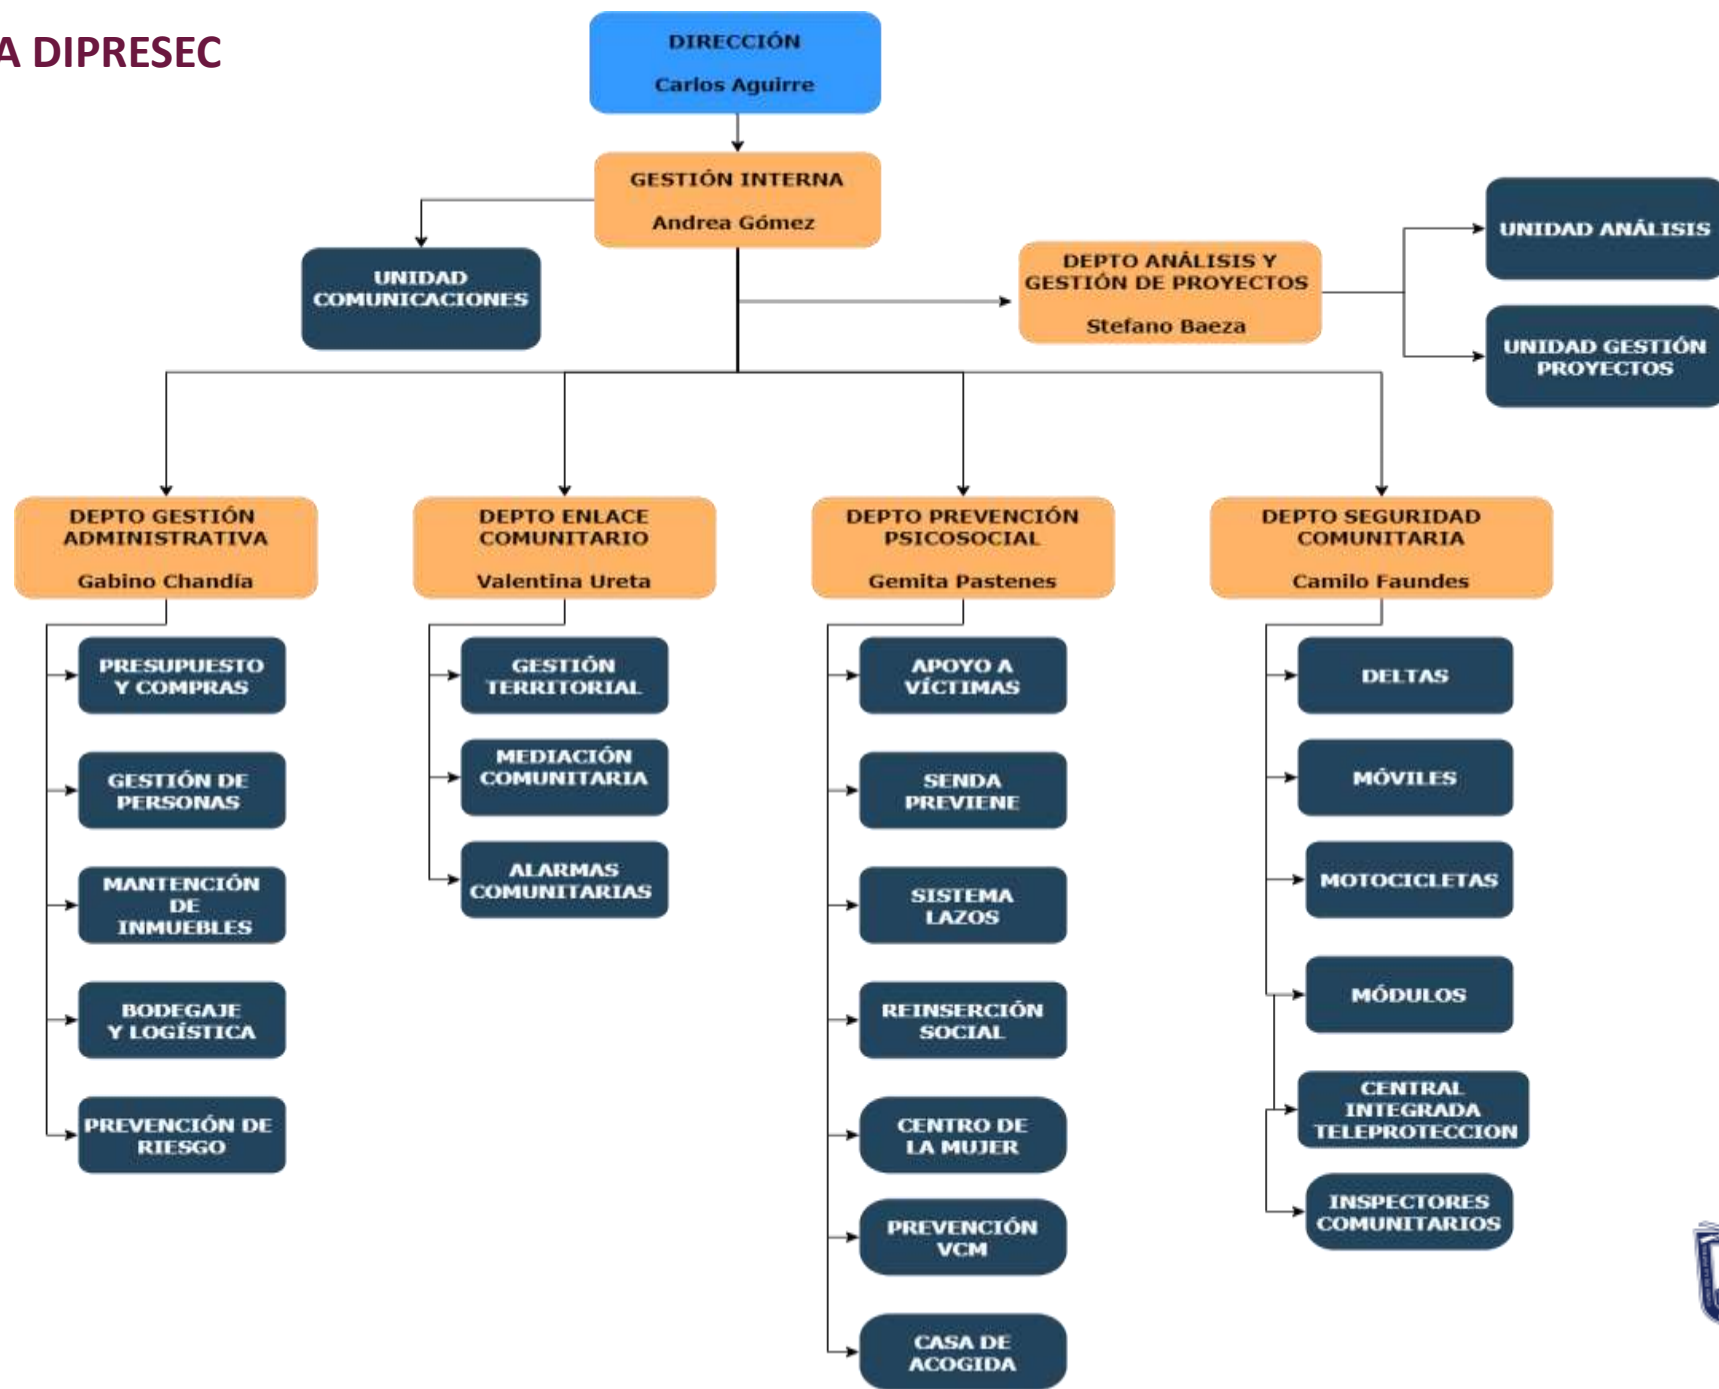 A DIPRESEC
DIRECCIÓN
Carlos Aguirre
GESTIÓN INTERNA
Andrea Gómez
UNIDAD
COMUNICACIONES
DEPTO ANÁLISIS Y
GESTIÓN DE PROYECTOS
Stefano Baeza
UNIDAD ANÁLISIS
UNIDAD GESTIÓN
PROYECTOS
DEPTO GESTIÓN
ADMINISTRATIVA
Gabino Chandía
PRESUPUESTO
Y COMPRAS
GESTIÓN DE
PERSONAS
MANTENCIÓN
DE
INMUEBLES
BODEGAJE
Y LOGÍSTICA
PREVENCIÓN DE
RIESGO
DEPTO ENLACE
COMUNITARIO
Valentina Ureta
GESTIÓN
TERRITORIAL
MEDIACIÓN
COMUNITARIA
ALARMAS
COMUNITARIAS
DEPTO PREVENCIÓN
PSICOSOCIAL
Gemita Pastenes
APOYO A
VÍCTIMAS
SENDA
PREVIENE
SISTEMA
LAZOS
REINSERCIÓN
SOCIAL
CENTRO DE
LA MUJER
PREVENCIÓN
VCM
CASA DE
ACOGIDA
DEPTO SEGURIDAD
COMUNITARIA
Camilo Faundes
DELTAS
MÓVILES
MOTOCICLETAS
MÓDULOS
CENTRAL
INTEGRADA
TELEPROTECCION
INSPECTORES
COMUNITARIOS